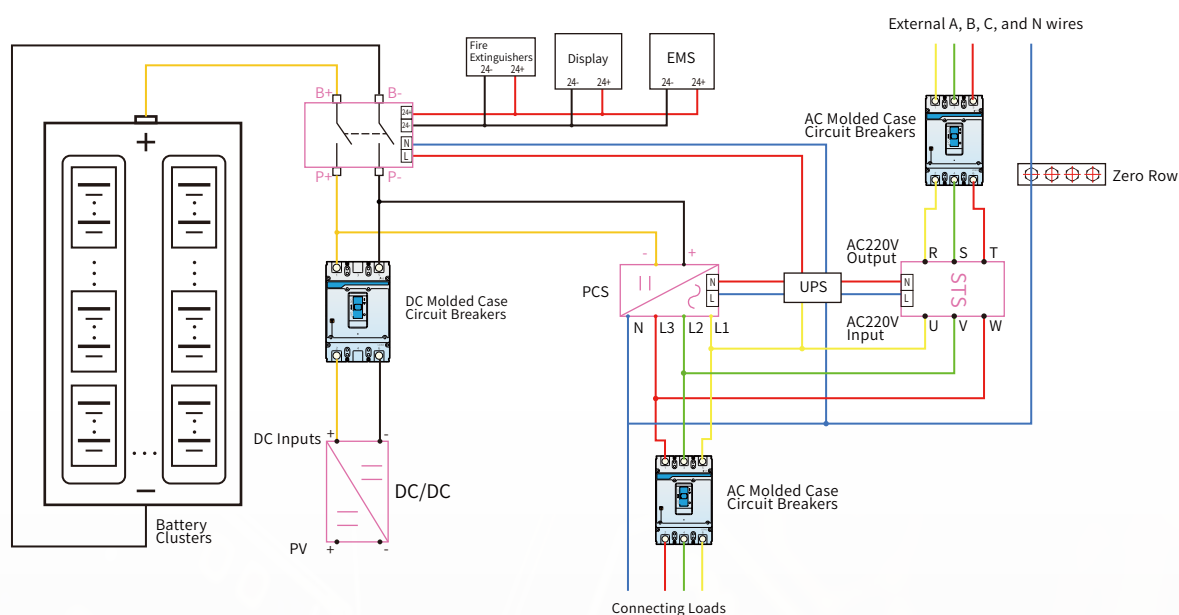 External A, B, C, and N wires
Fire
Extinguishers
24- 24+
Display
24- 24+
EMS
24- 24+
B+ B-
24+
24-
N
L
P+ P-
AC Molded Case
Circuit Breakers
Zero Row
+
- +
PCS
N
L
UPS
AC220V
Output
R S T
N
L
STS
AC220V
Input
U V W
N L3 L2 L1
DC Molded Case
Circuit Breakers
DC Inputs
+ -
DC/DC
PV
+ -
...
−
Battery
Clusters
AC Molded Case
Circuit Breakers
Connecting Loads